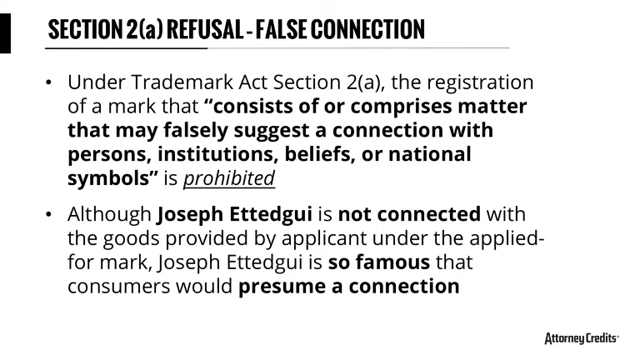 SECTION 2(a) REFUSAL - FALSE CONNECTION
• Under Trademark Act Section 2(a), the registration
of a mark that “consists of or comprises matter
that may falsely suggest a connection with
persons, institutions, beliefs, or national
symbols” is prohibited
• Although Joseph Ettedgui is not connected with
the goods provided by applicant under the applied-
for mark, Joseph Ettedgui is so famous that
consumers would presume a connection
Attorney Credits